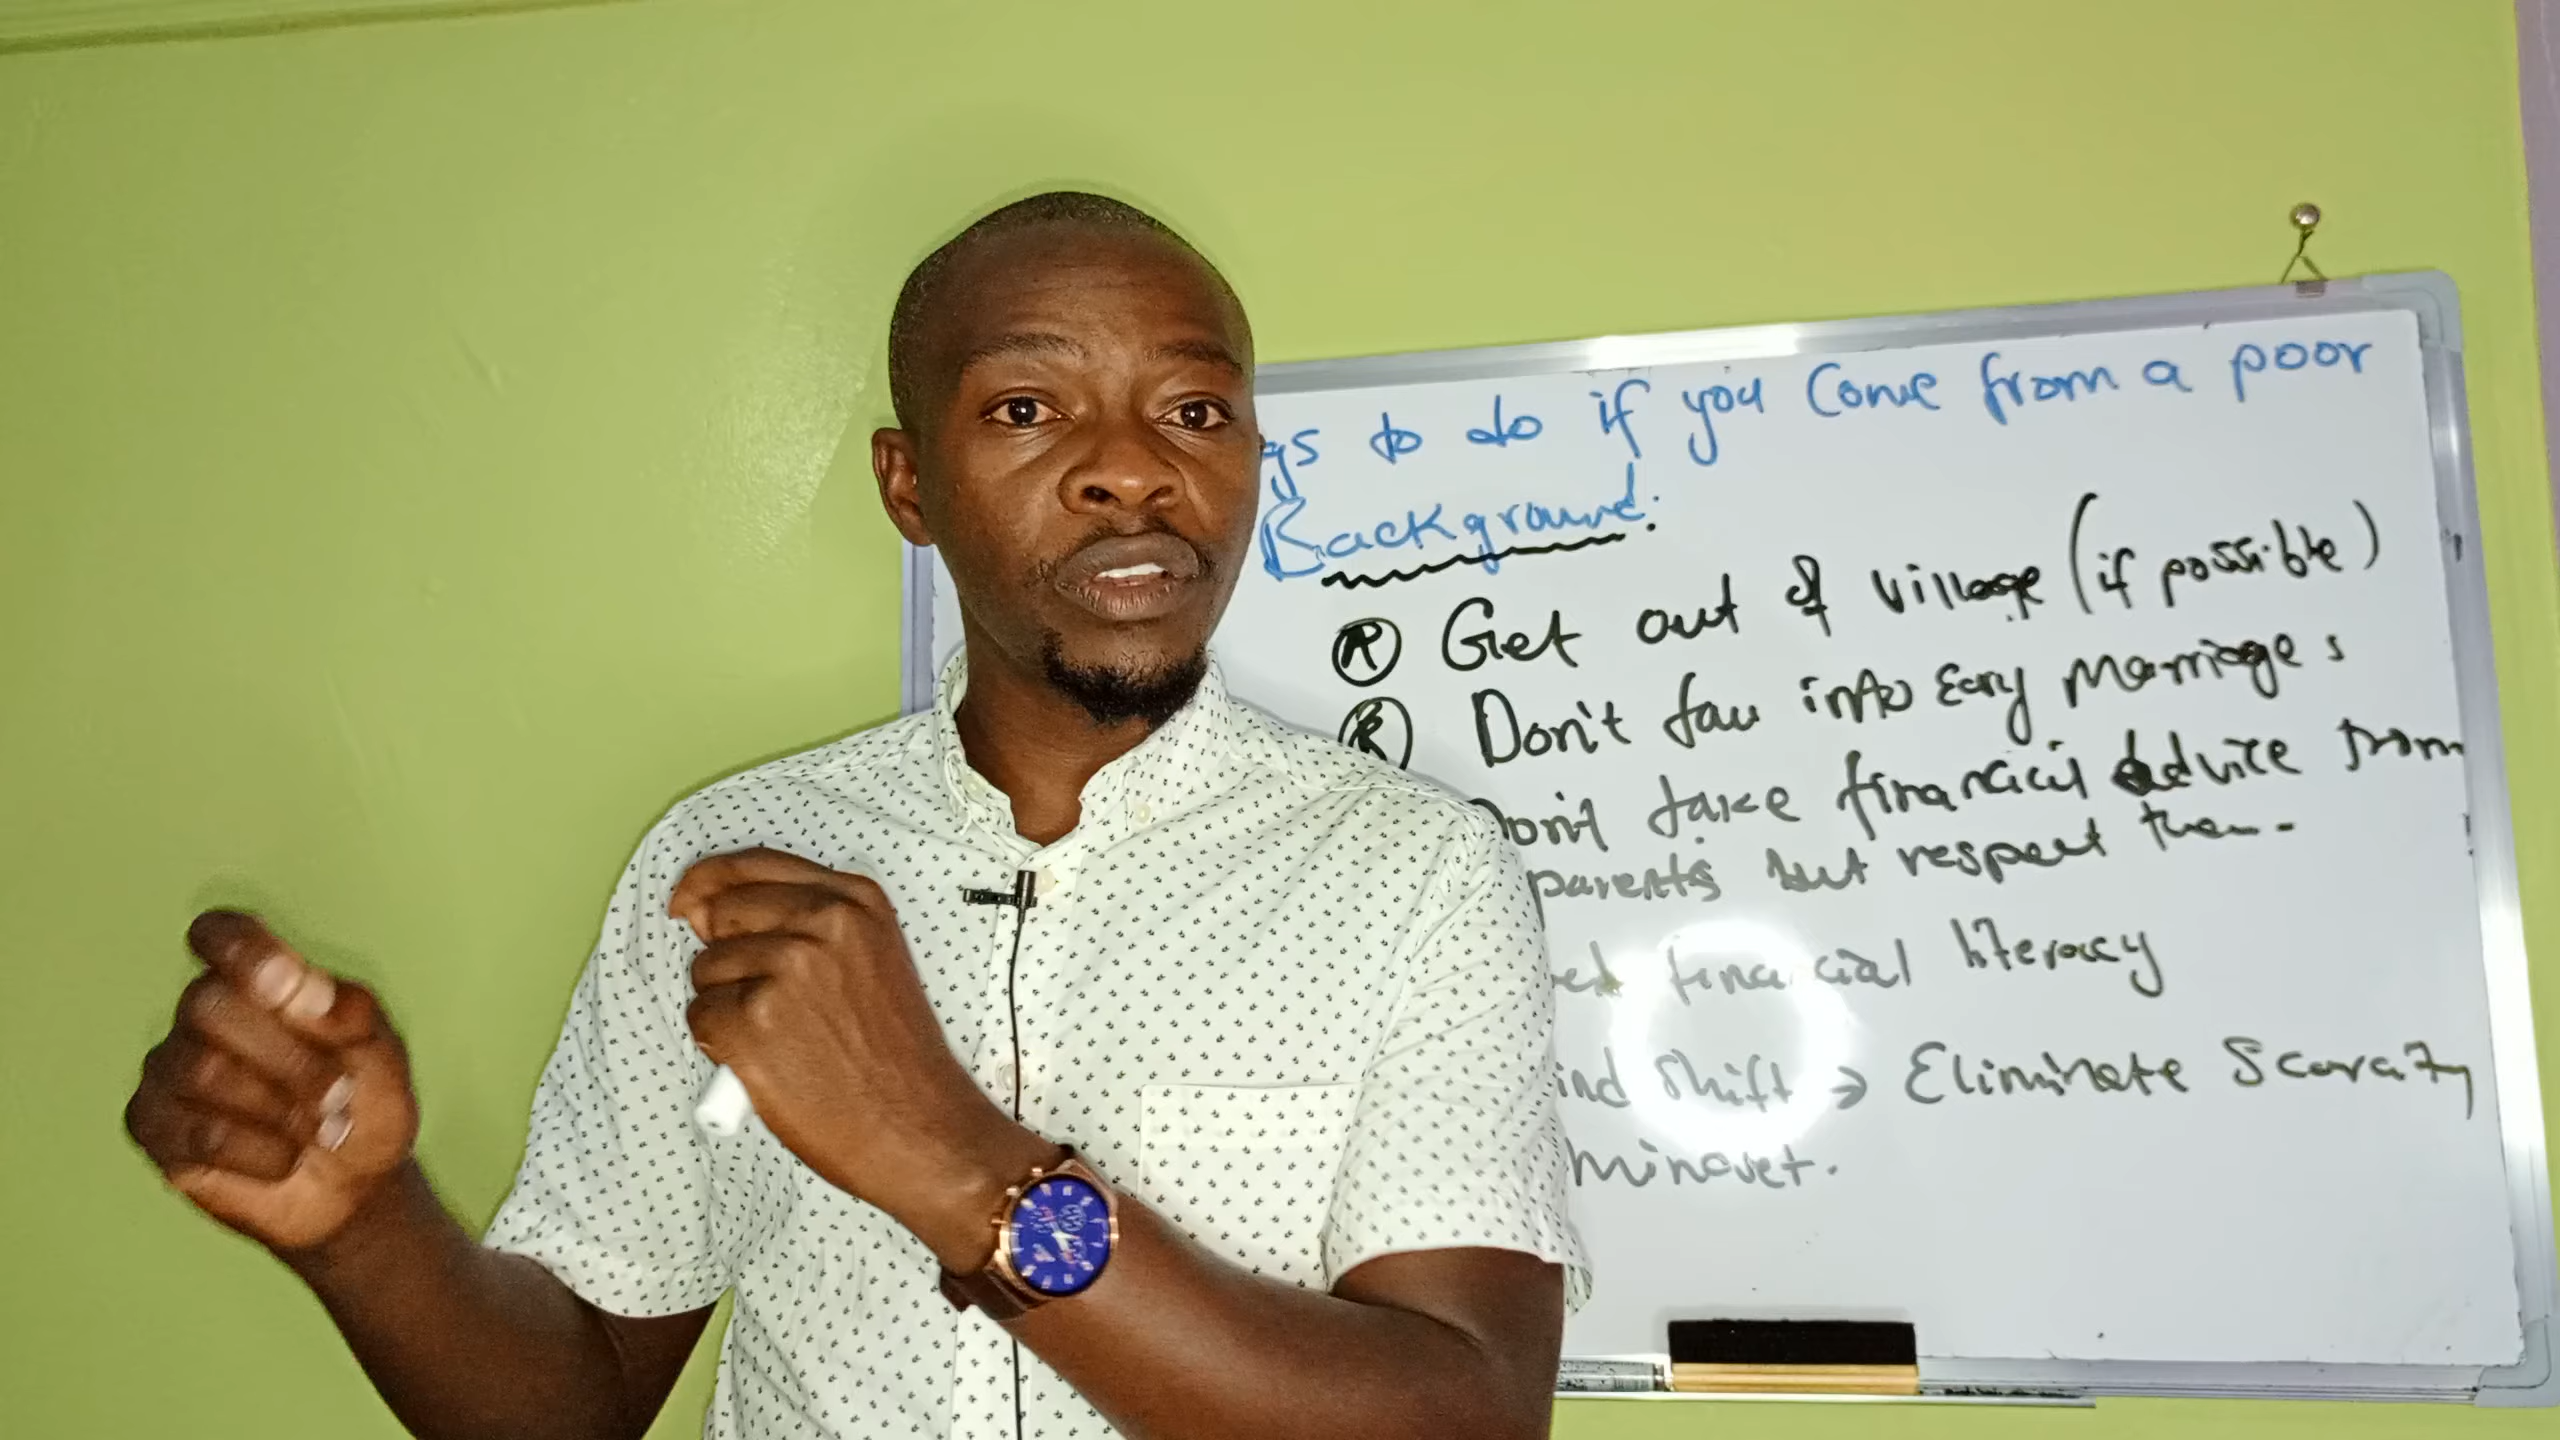 gs to do if you Come from a poor
Background:
Get out of village (if possible)
Don't fall into Early Marriages
Don't take financial advice from
parents but respect them.
financial literacy
ind shift → Eliminate Scarcity
mindset.